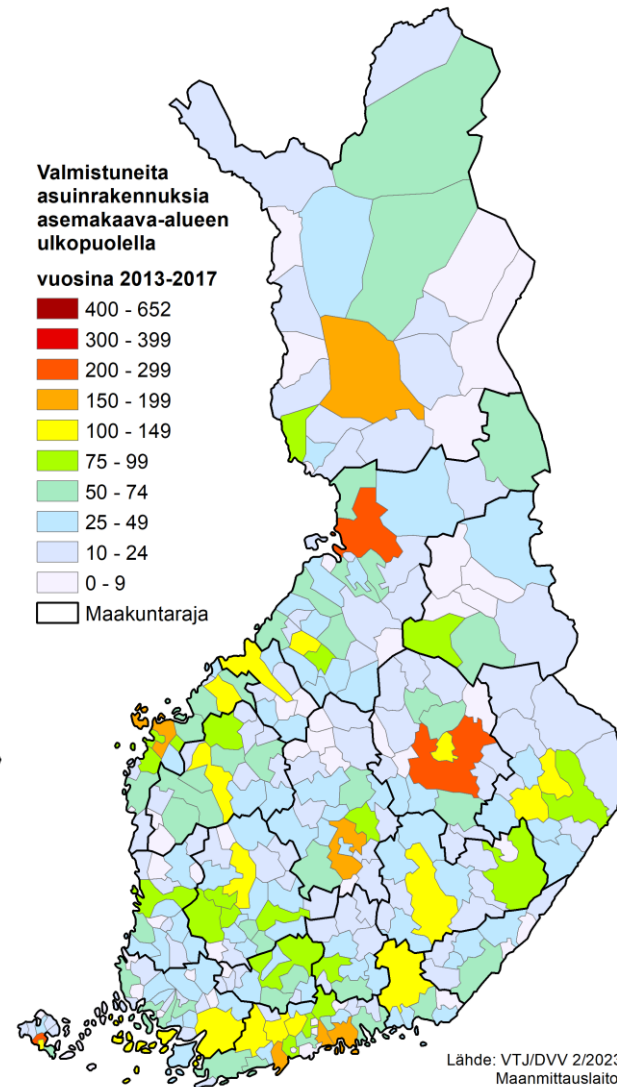 Valmistuneita
asuinrakennuksia
asemakaava-alueen
ulkopuolella
vuosina 2013-2017
400 - 652
300 - 399
200 - 299
150 - 199
100 - 149
75 - 99
50 - 74
25 - 49
10 - 24
0 - 9
Maakuntaraja
Lähde: VTJ/DVV 2/2023
Maanmittauslaito